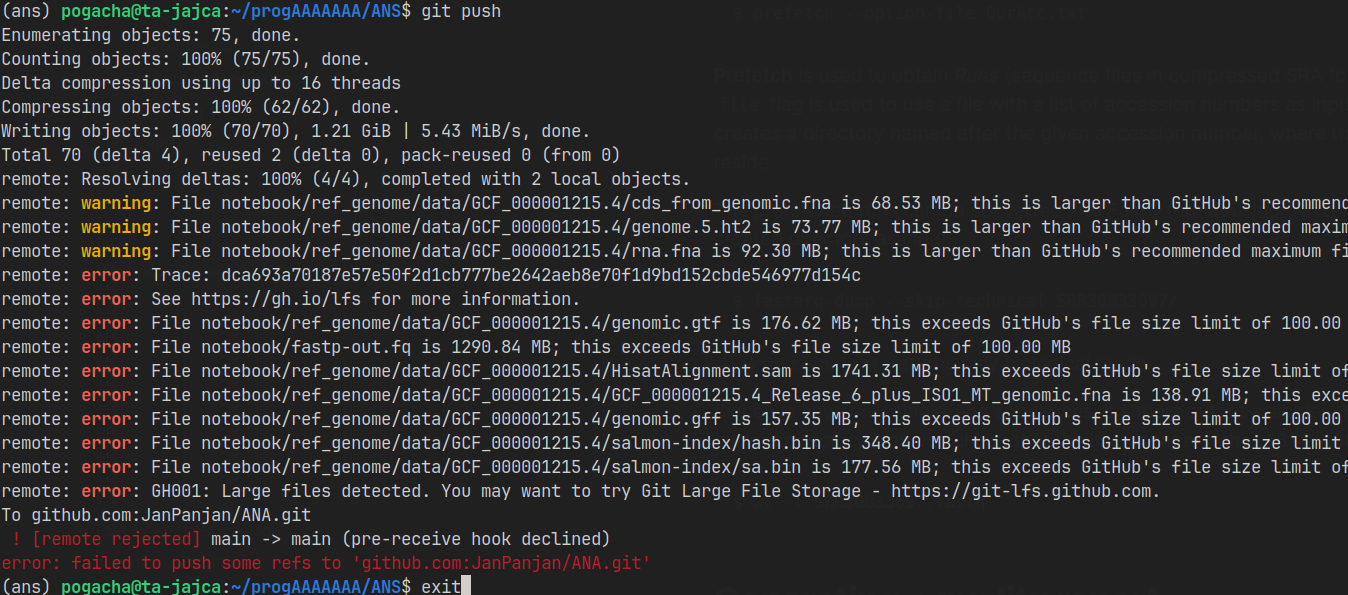 (ans) pogacha@ta-jajca:~/progAAAAAAA/ANS$ git push
Enumerating objects: 75, done.
Counting objects: 100% (75/75), done.
Delta compression using up to 16 threads
Compressing objects: 100% (62/62), done.
Writing objects: 100% (70/70), 1.21 GiB | 5.43 MiB/s, done.
Total 70 (delta 4), reused 2 (delta 0), pack-reused 0 (from 0)
remote: Resolving deltas: 100% (4/4), completed with 2 local objects.
remote: warning: File notebook/ref_genome/data/GCF_000001215.4/cds_from_genomic.fna is 68.53 MB; this is larger than GitHub's recommend
remote: warning: File notebook/ref_genome/data/GCF_000001215.4/genome.5.ht2 is 73.77 MB; this is larger than GitHub's recommended maxim
remote: warning: File notebook/ref_genome/data/GCF_000001215.4/rna.fna is 92.30 MB; this is larger than GitHub's recommended maximum fi
remote: error: Trace: dca693a70187e57e50f2d1cb777be2642aeb8e70f1d9bd152cbde546977d154c
remote: error: See https://gh.io/lfs for more information.
remote: error: File notebook/ref_genome/data/GCF_000001215.4/genomic.gtf is 176.62 MB; this exceeds GitHub's file size limit of 100.00
remote: error: File notebook/fastp-out.fq is 1290.84 MB; this exceeds GitHub's file size limit of 100.00 MB
remote: error: File notebook/ref_genome/data/GCF_000001215.4/HisatAlignment.sam is 1741.31 MB; this exceeds GitHub's file size limit of
remote: error: File notebook/ref_genome/data/GCF_000001215.4/GCF_000001215.4_Release_6_plus_ISO1_MT_genomic.fna is 138.91 MB; this exce
remote: error: File notebook/ref_genome/data/GCF_000001215.4/genomic.gff is 157.35 MB; this exceeds GitHub's file size limit of 100.00
remote: error: File notebook/ref_genome/data/GCF_000001215.4/salmon-index/hash.bin is 348.40 MB; this exceeds GitHub's file size limit
remote: error: File notebook/ref_genome/data/GCF_000001215.4/salmon-index/sa.bin is 177.56 MB; this exceeds GitHub's file size limit of
remote: error: GH001: Large files detected. You may want to try Git Large File Storage - https://git-lfs.github.com.
To github.com:JanPanjan/ANA.git
 ! [remote rejected] main -> main (pre-receive hook declined)
error: failed to push some refs to 'github.com:JanPanjan/ANA.git'
(ans) pogacha@ta-jajca:~/progAAAAAAA/ANS$ exit